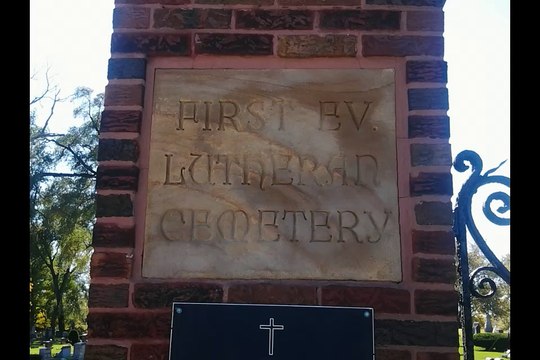 FIRST EV.
LUTHERAN
CEMETERY